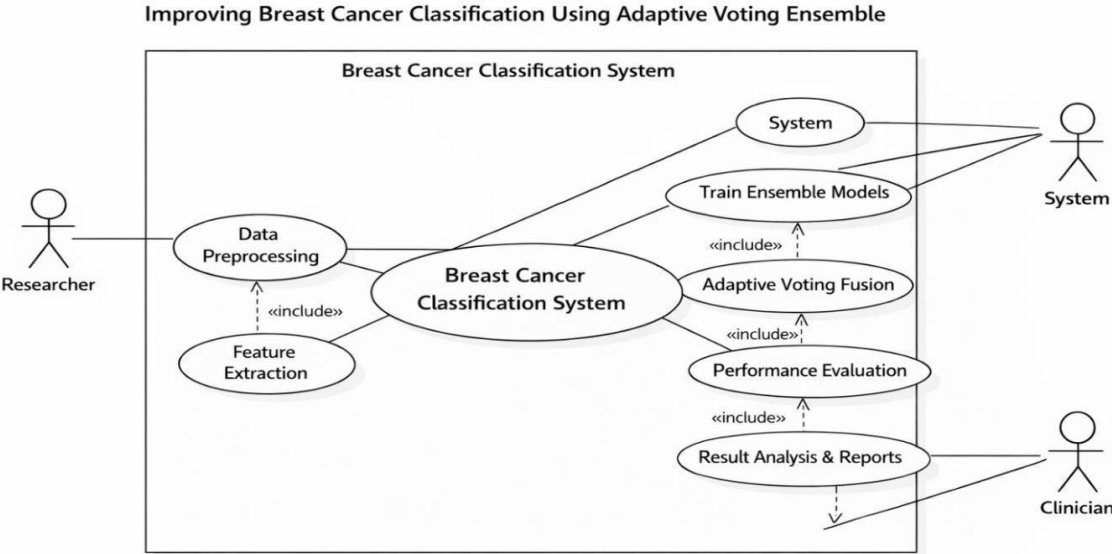 Improving Breast Cancer Classification Using Adaptive Voting Ensemble
Breast Cancer Classification System
System
Train Ensemble Models
System
«include»
Data
Preprocessing
Researcher
Breast Cancer
Classification System
Adaptive Voting Fusion
«include»
«include»
Feature
Extraction
Performance Evaluation
«include»
Result Analysis & Reports
Clinician